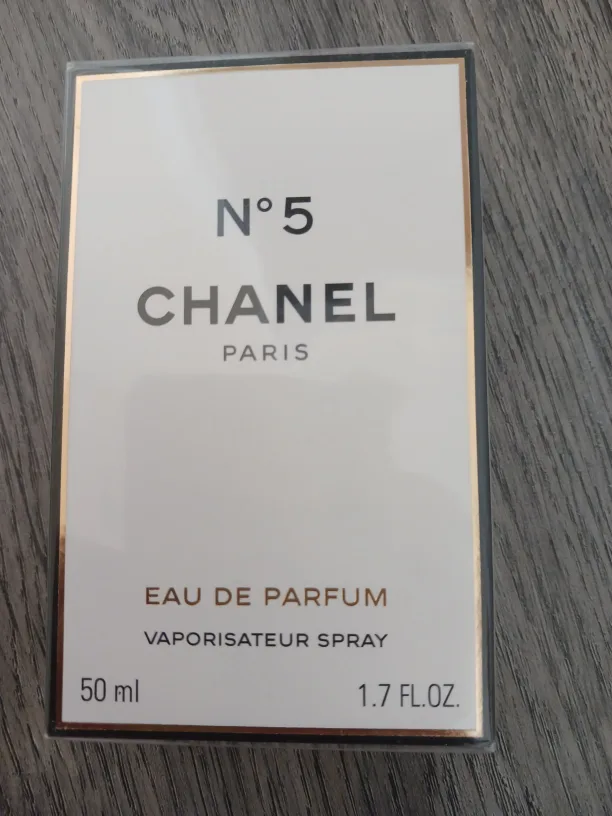 N° 5
CHANEL
PARIS
EAU DE PARFUM
VAPORISATEUR SPRAY
50 ml 1.7 FL.OZ.